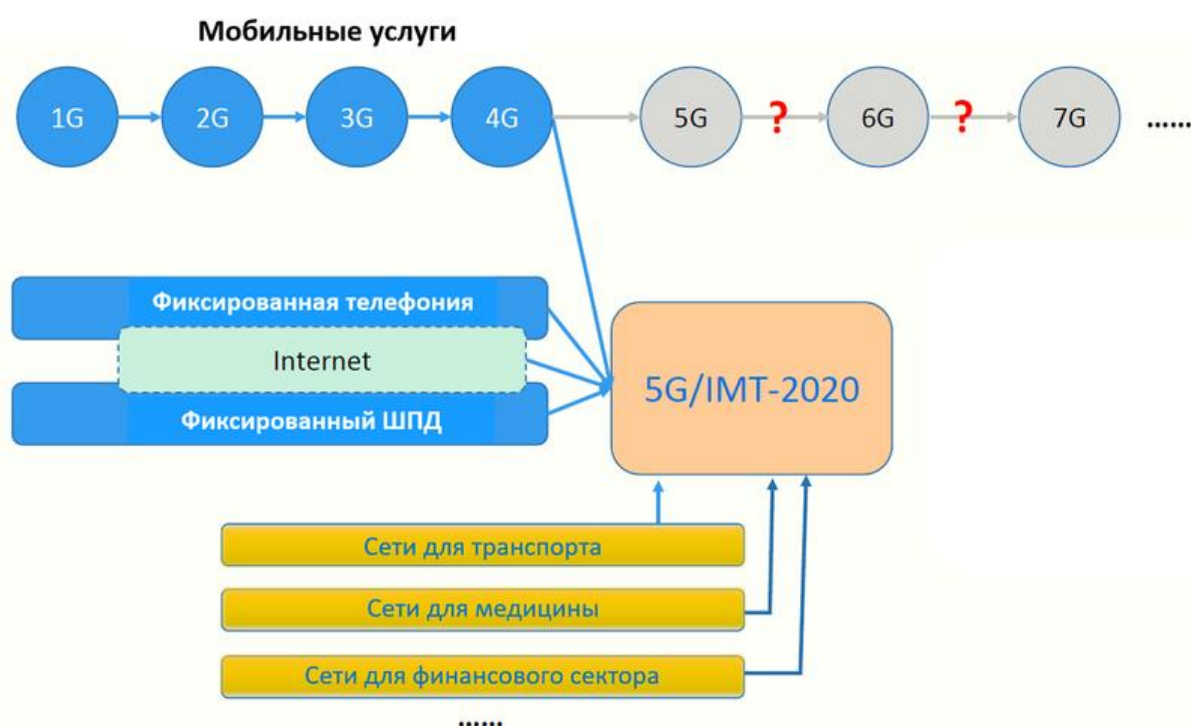 Мобильные услуги
1G
2G
3G
4G
5G
?
6G
?
7G
......
Фиксированная телефония
Internet
Фиксированный ШПД
5G/IMT-2020
Сети для транспорта
Сети для медицины
Сети для финансового сектора
......